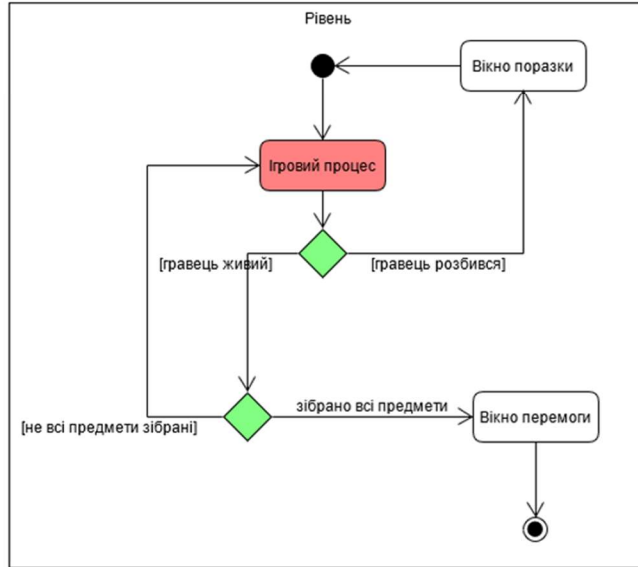 Рівень
Вікно поразки
Ігровий процес
[гравець живий]
[гравець розбився]
зібрано всі предмети
[не всі предмети зібрані]
Вікно перемоги